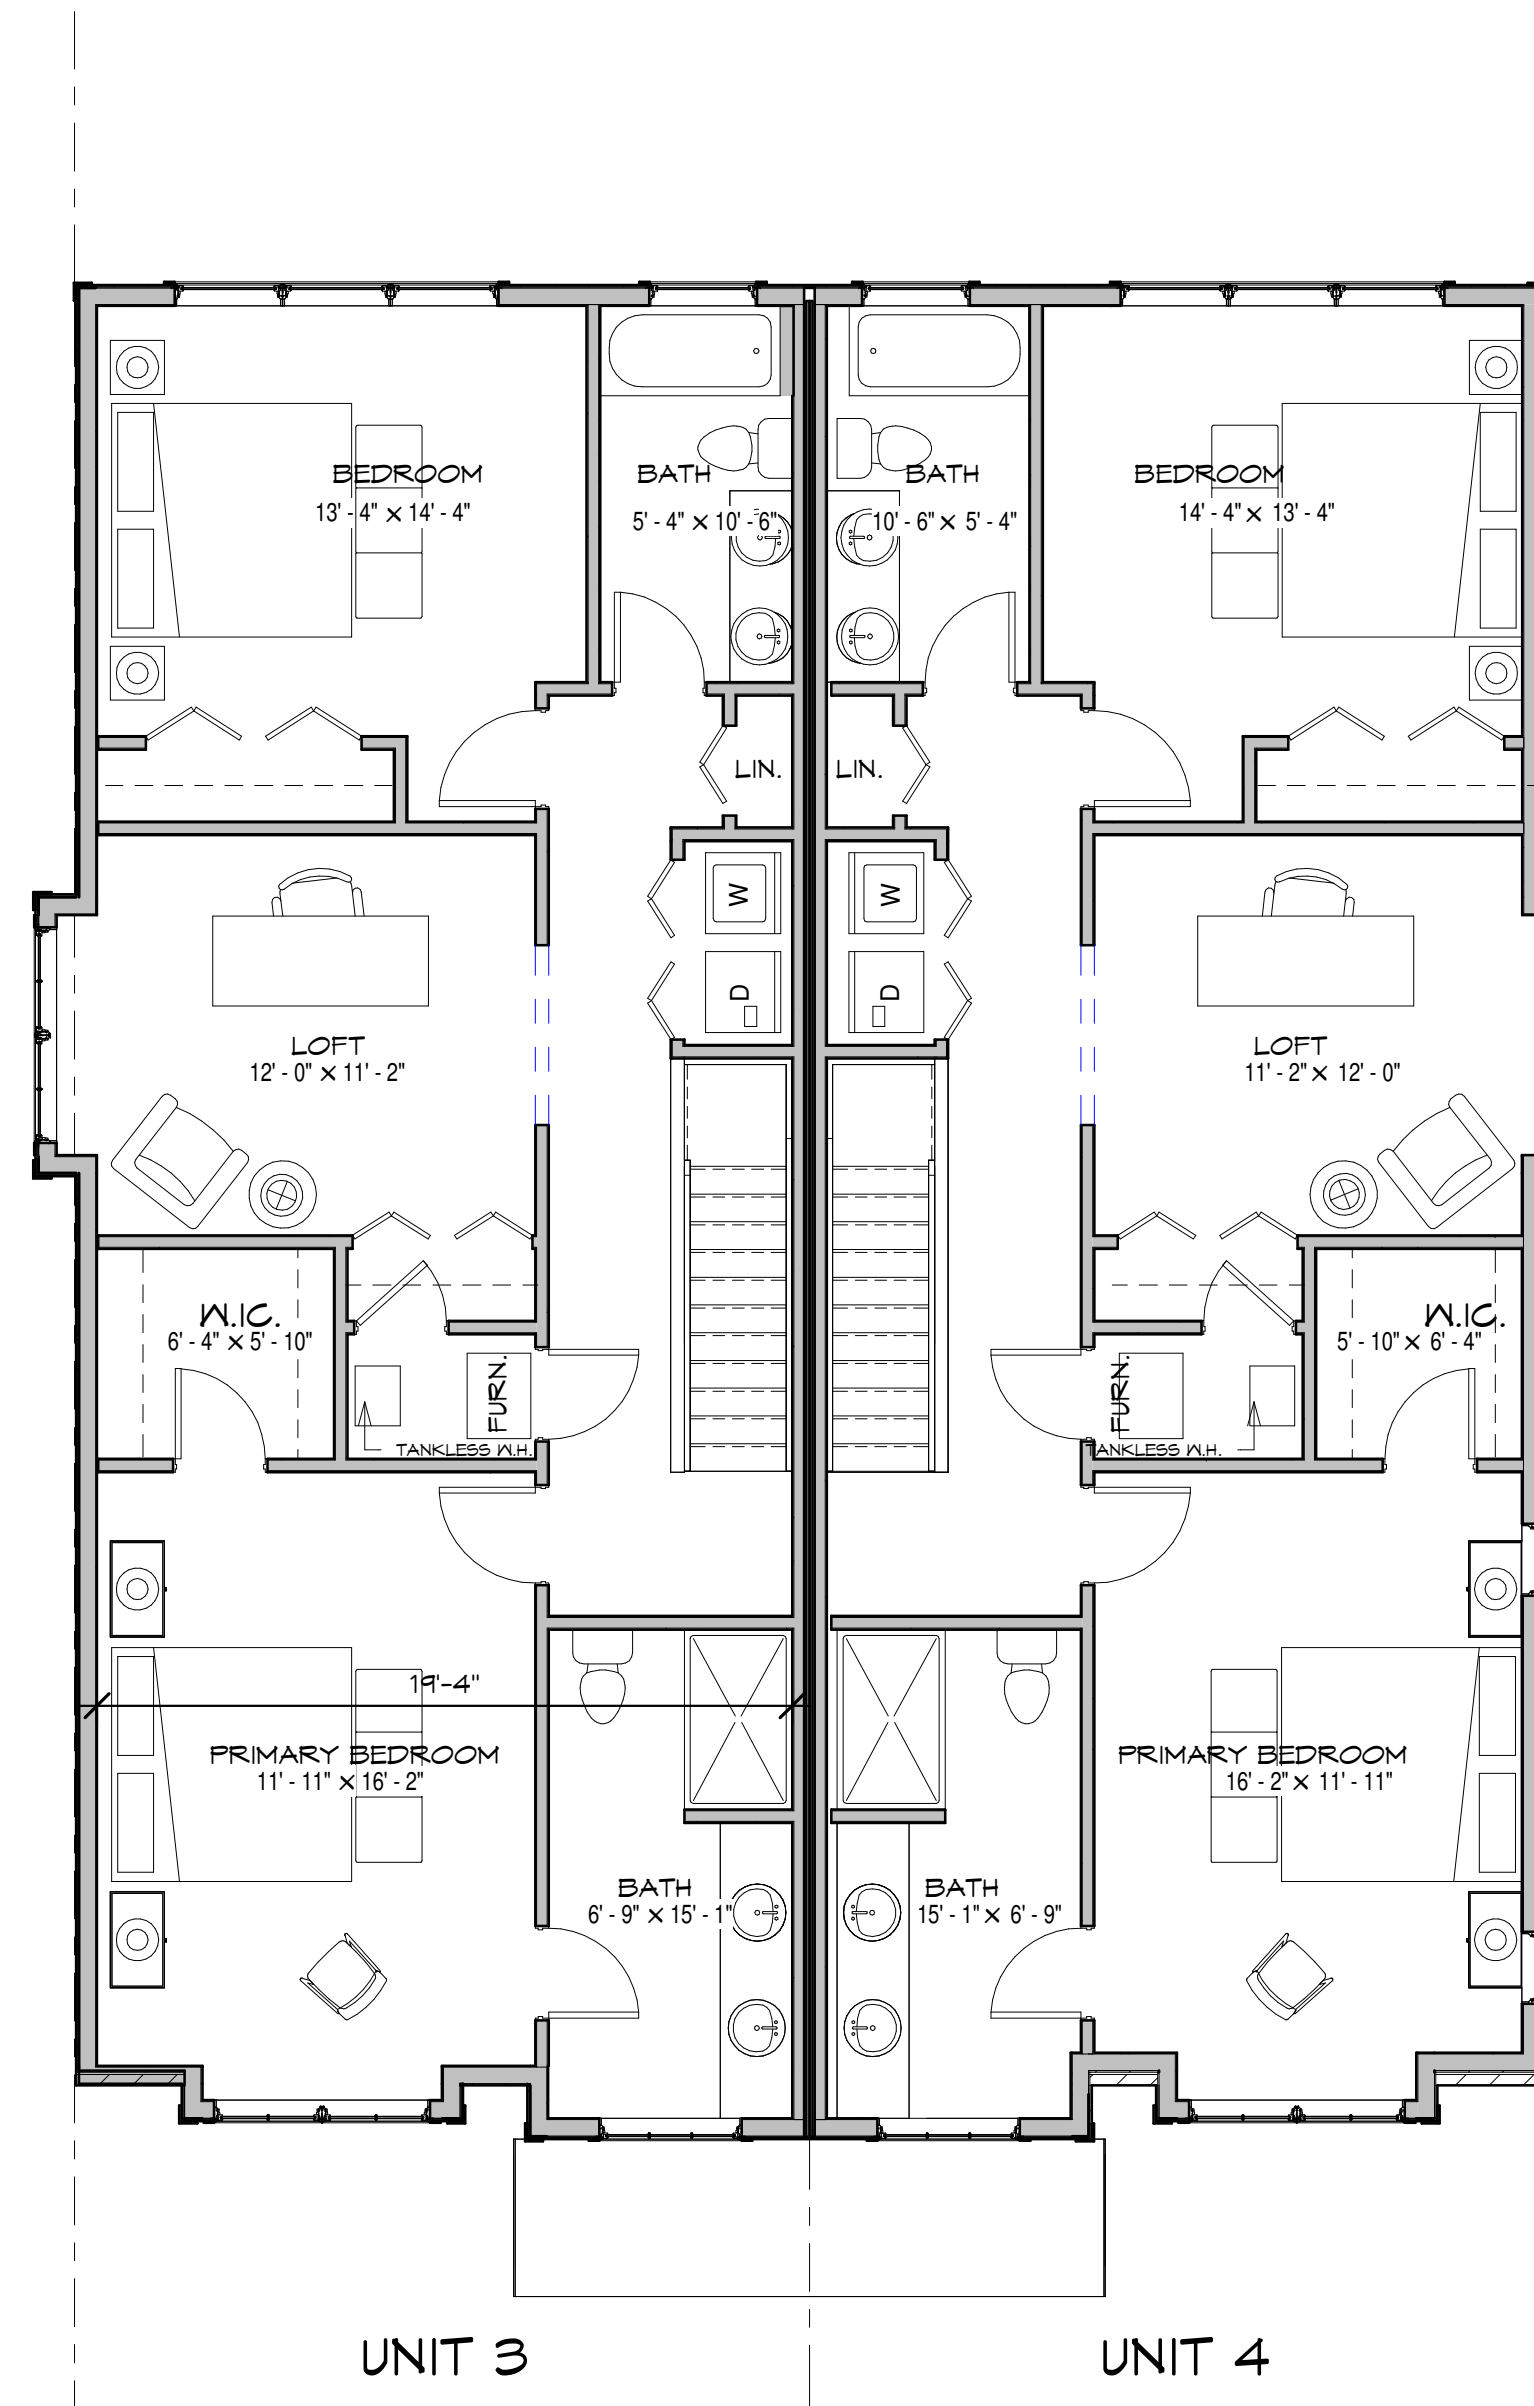 BEDROOM
13' - 4" x 14' - 4"
BATH
5' - 4" x 10' - 6"
BATH
10' - 6" x 5' - 4"
BEDROOM
14' - 4" x 13' - 4"
LIN.
LIN.
W
W
D
D
LOFT
12' - 0" x 11' - 2"
LOFT
11' - 2" x 12' - 0"
W.IC.
6' - 4" x 5' - 10"
FURN.
TANKLESS W.H.
FURN.
TANKLESS W.H.
W.IC.
5' - 10" x 6' - 4"
19'-4"
PRIMARY BEDROOM
11' - 11" x 16' - 2"
PRIMARY BEDROOM
16' - 2" x 11' - 11"
BATH
6' - 9" x 15' - 1"
BATH
15' - 1" x 6' - 9"
UNIT 3
UNIT 4